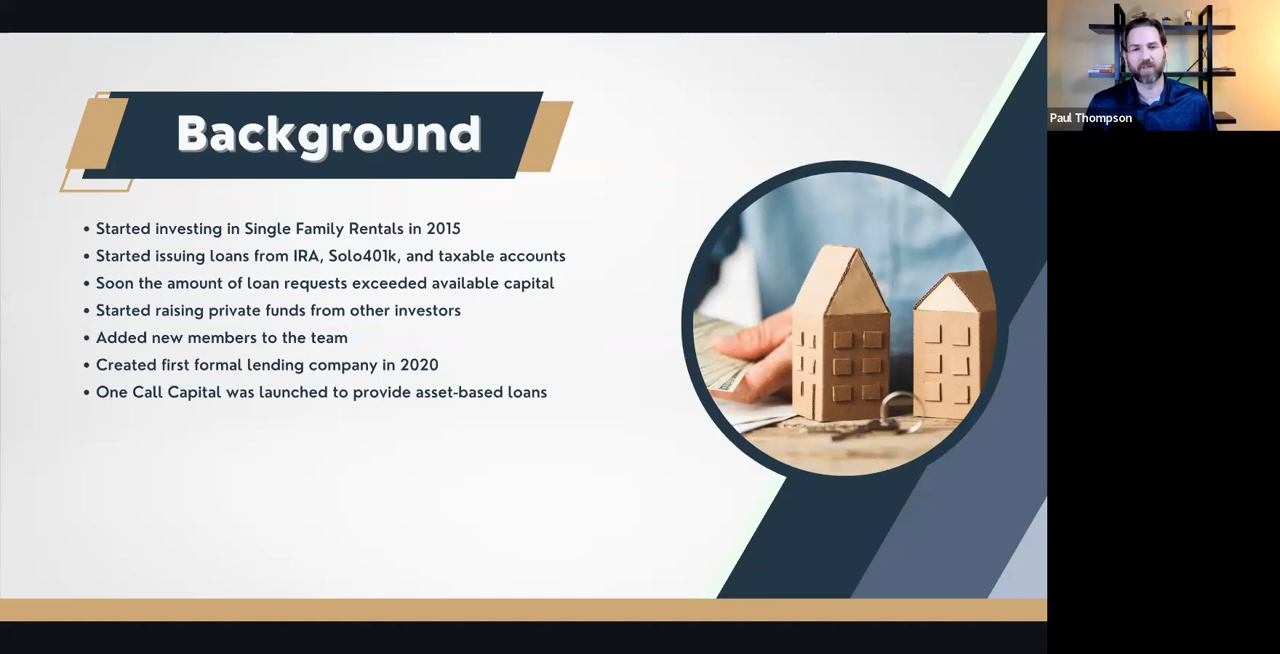 Background
• Started investing in Single Family Rentals in 2015
• Started issuing loans from IRA, Solo401k, and taxable accounts
• Soon the amount of loan requests exceeded available capital
• Started raising private funds from other investors
• Added new members to the team
• Created first formal lending company in 2020
• One Call Capital was launched to provide asset-based loans
Paul Thompson